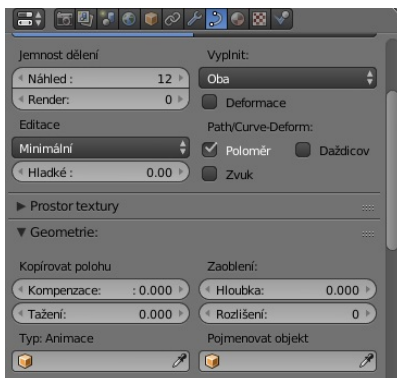 Jemnost dělení
Vyplnit:
Náhled : 12
Oba
Render: 0
Deformace
Editace
Path/Curve-Deform:
Minimální
Poloměr
Daždicov
Hladké : 0.00
Zvuk
Prostor textury
Geometrie:
Kopírovat polohu
Zaoblení:
Kompenzace: : 0.000
Hloubka: 0.000
Tažení: 0.000
Rozlišení: 0
Typ: Animace
Pojmenovat objekt